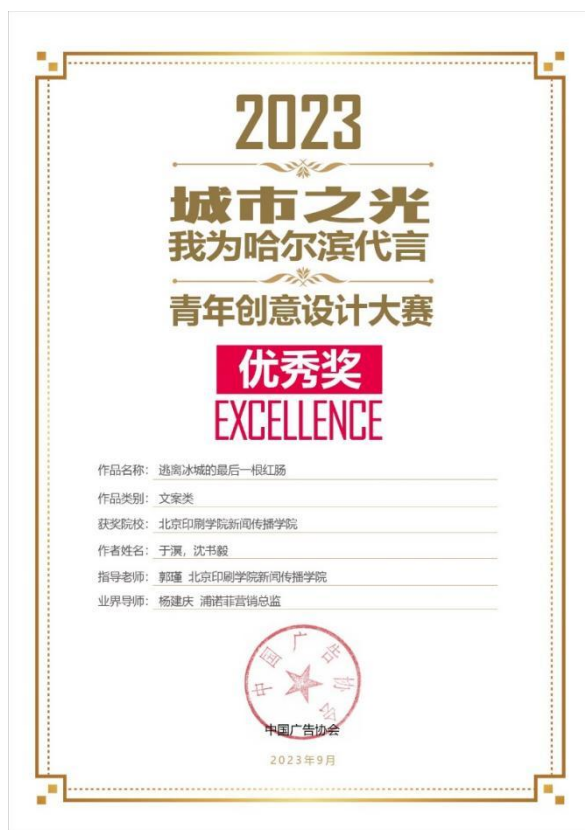 2023
城市之光
我为哈尔滨代言
青年创意设计大赛
优秀奖
EXCELLENCE
作品名称: 逃离冰城的最后一根红肠
作品类别: 文案类
获奖院校: 北京印刷学院新闻传播学院
作者姓名: 于溟,沈书毅
指导老师: 郭瑾 北京印刷学院新闻传播学院
业界导师: 杨建庆 浦诺菲营销总监
中国广告协会
中国广告协会
2023年9月